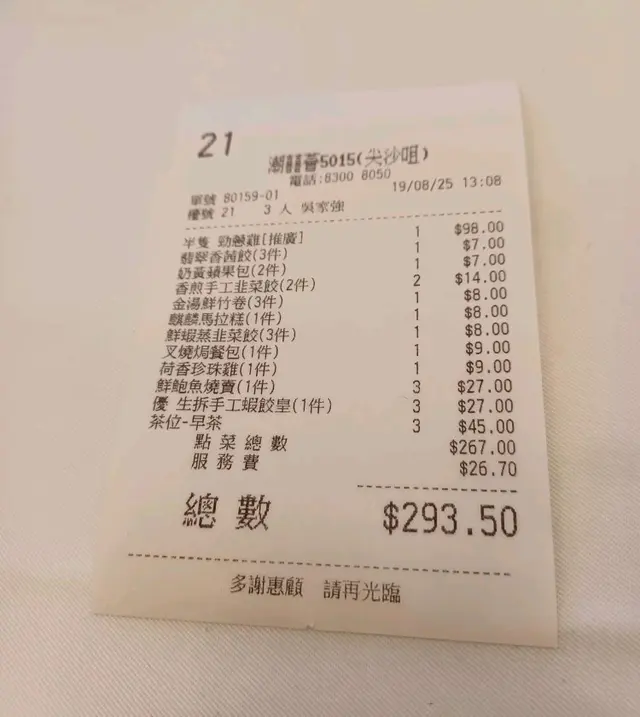 21
潮囍薈5015(尖沙咀)
電話:8300 8050
單號 80159-01 19/08/25 13:08
檯號 21 3 人 吳家強
半隻 勁戇雞[推廣] 1 $98.00
翡翠香茜餃(3件) 1 $7.00
奶黃蘋果包(2件) 1 $7.00
香煎手工韭菜餃(2件) 2 $14.00
金湯鮮竹卷(3件) 1 $8.00
麒麟馬拉糕(1件) 1 $8.00
鮮蝦蒸韭菜餃(3件) 1 $8.00
叉燒焗餐包(1件) 1 $9.00
荷香珍珠雞(1件) 1 $9.00
鮮鮑魚燒賣(1件) 3 $27.00
優 生拆手工蝦餃皇(1件) 3 $27.00
茶位-早茶 3 $45.00
點菜總數 $267.00
服務費 $26.70
總數 $293.50
多謝惠顧 請再光臨